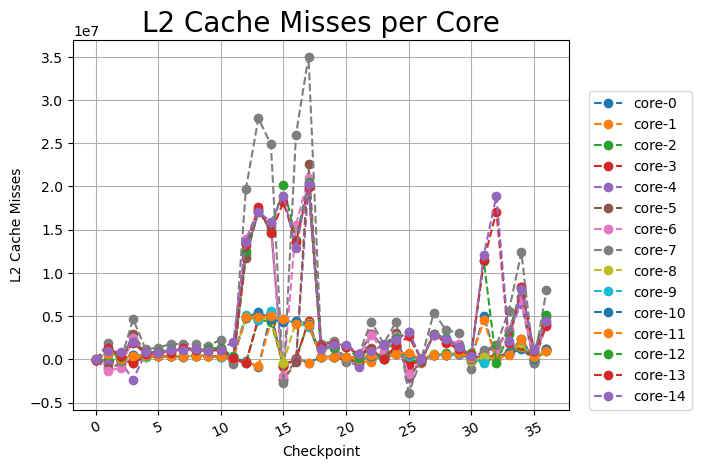 L2 Cache Misses per Core
1e7
3.5
3.0
2.5
2.0
1.5
1.0
0.5
0.0
−0.5
L2 Cache Misses
0 5 10 15 20 25 30 35
Checkpoint
core-0
core-1
core-2
core-3
core-4
core-5
core-6
core-7
core-8
core-9
core-10
core-11
core-12
core-13
core-14